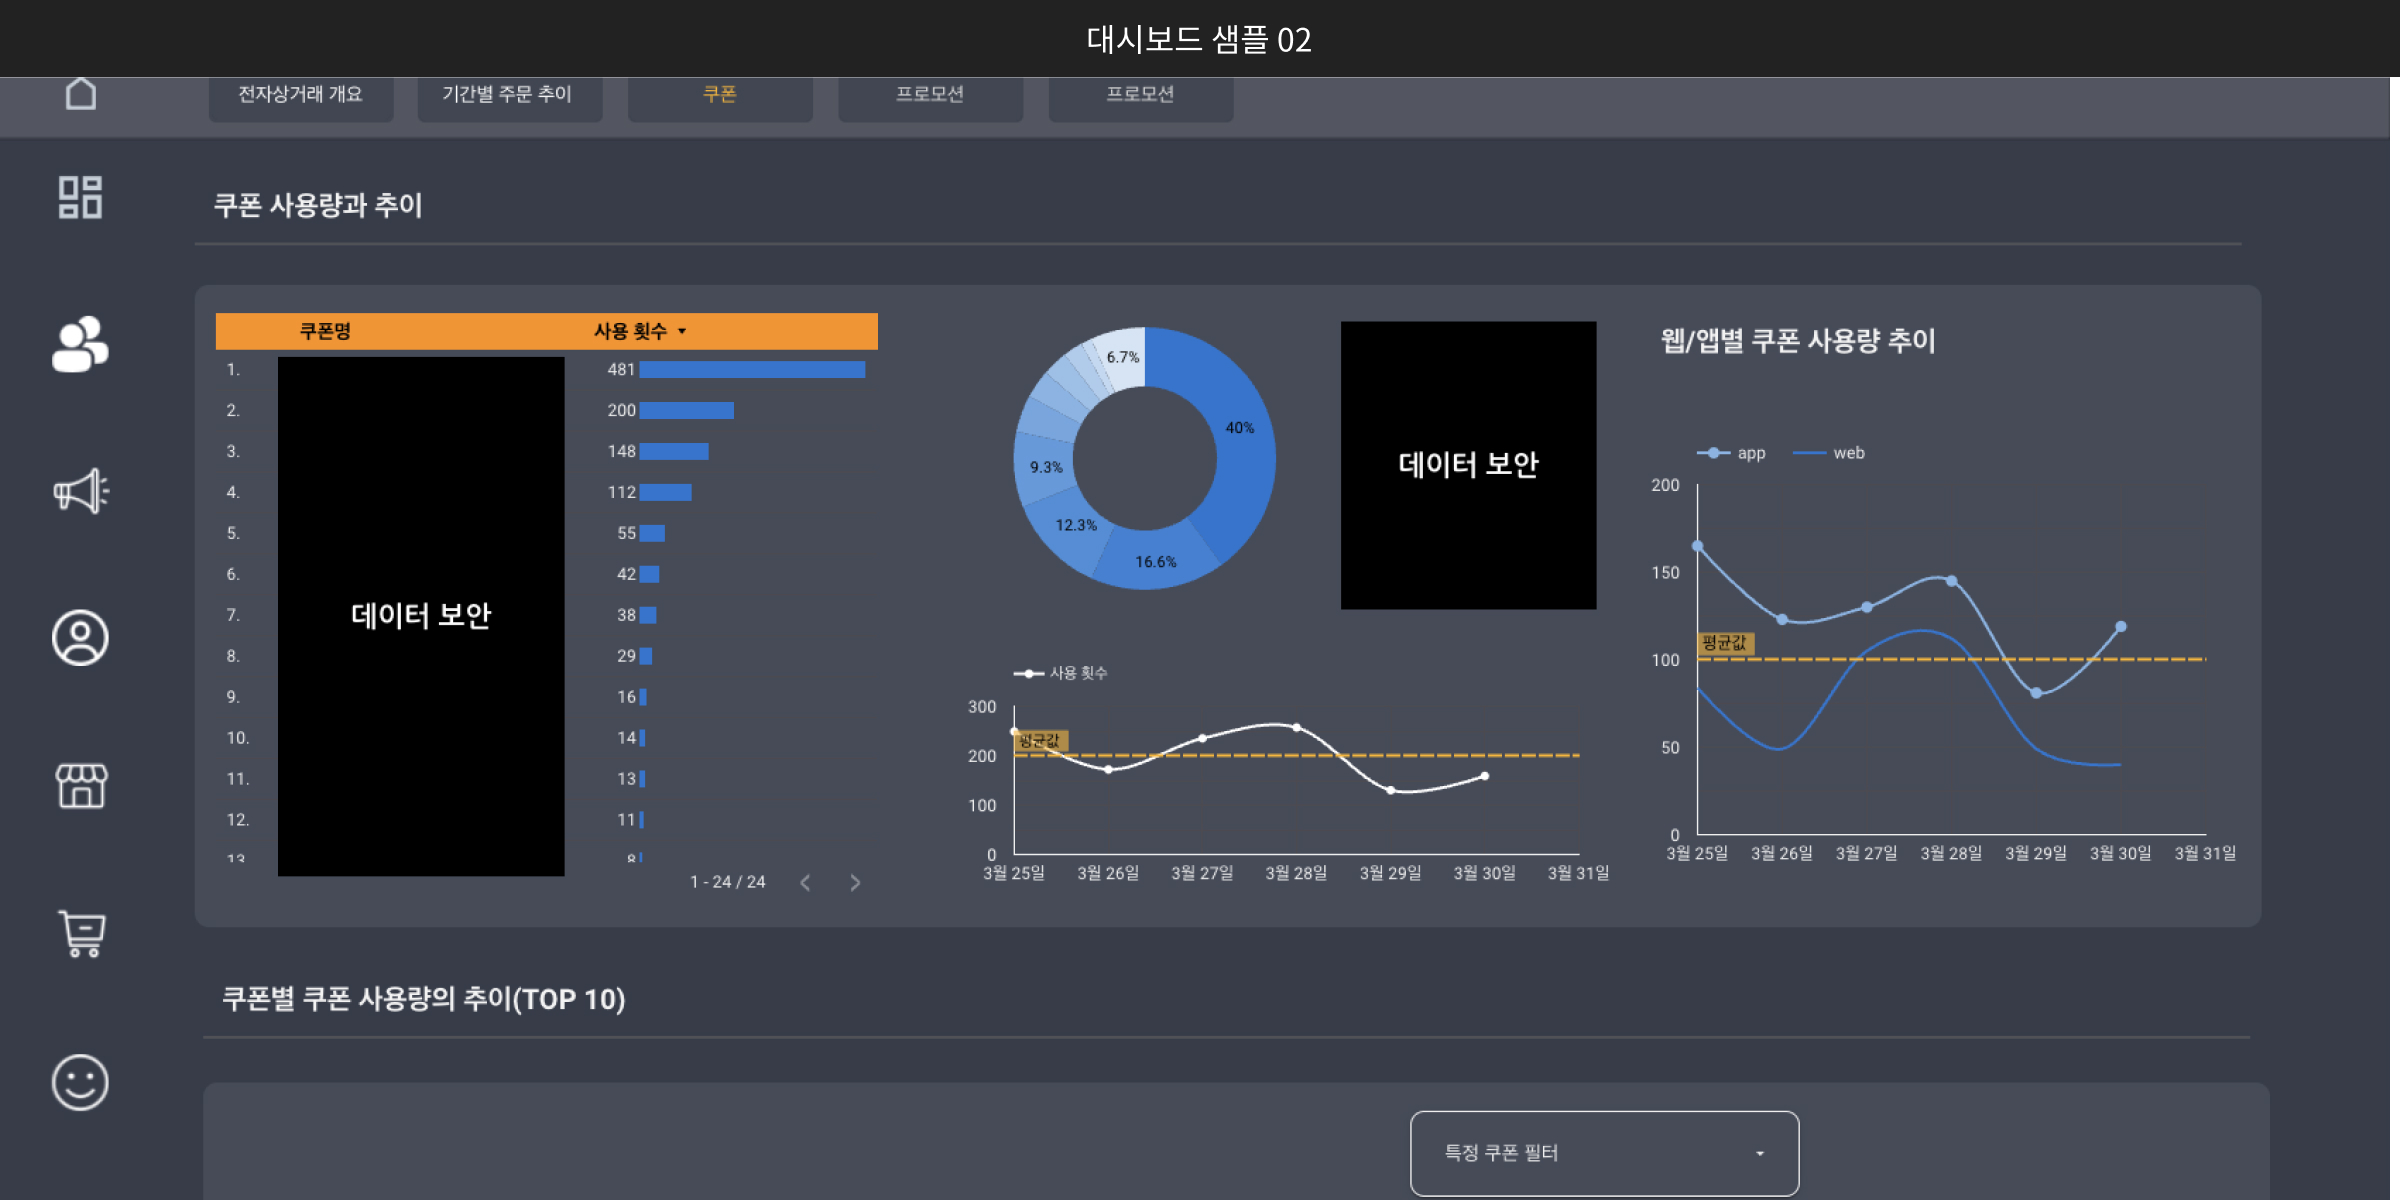 대시보드 샘플 02
전자상거래 개요
기간별 주문 추이
쿠폰
프로모션
프로모션
쿠폰 사용량과 추이
쿠폰명
사용 횟수
1.
481
2.
200
3.
148
4.
112
5.
55
6.
42
7.
38
8.
29
9.
16
10.
14
11.
13
12.
11
13
8
데이터 보안
1 - 24 / 24
6.7%
40%
9.3%
12.3%
16.6%
데이터 보안
사용 횟수
300
평균값
200
100
0
3월 25일
3월 26일
3월 27일
3월 28일
3월 29일
3월 30일
3월 31일
웹/앱별 쿠폰 사용량 추이
app
web
200
150
평균값
100
50
0
3월 25일
3월 26일
3월 27일
3월 28일
3월 29일
3월 30일
3월 31일
쿠폰별 쿠폰 사용량의 추이(TOP 10)
특정 쿠폰 필터